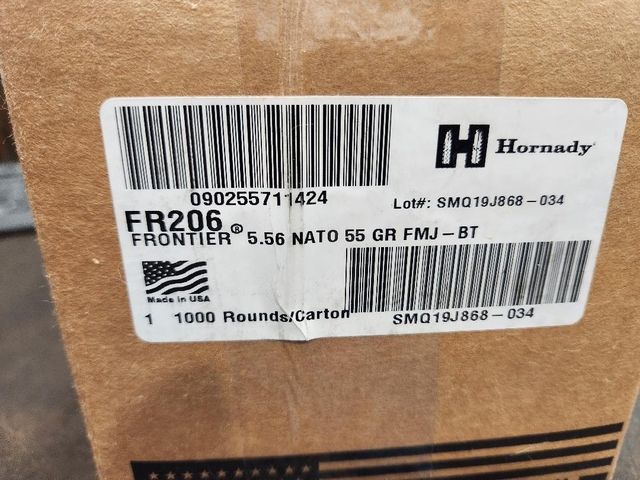 090255711424
Hornady
Lot#: SMQ19J868-034
FR206
FRONTIER® 5.56 NATO 55 GR FMJ-BT
Made in USA
1 1000 Rounds/Carton
SMQ19J868-034